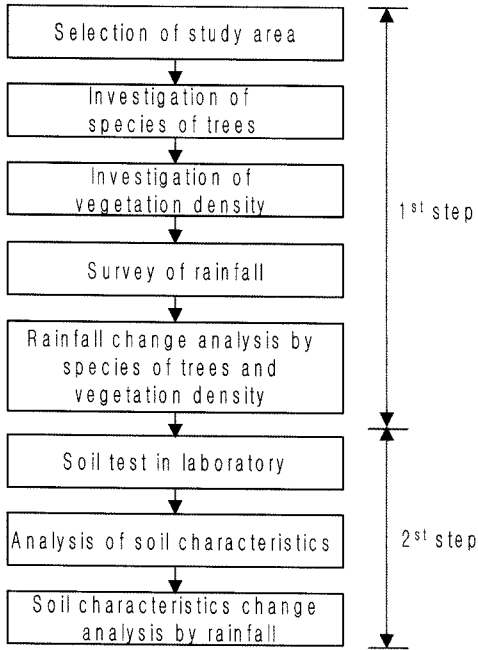 Selection of study area
Investigation of
species of trees
Investigation of
vegetation density
Survey of rainfall
Rainfall change analysis by
species of trees and
vegetation density
1st step
Soil test in laboratory
Analysis of soil characteristics
Soil characteristics change
analysis by rainfall
2st step